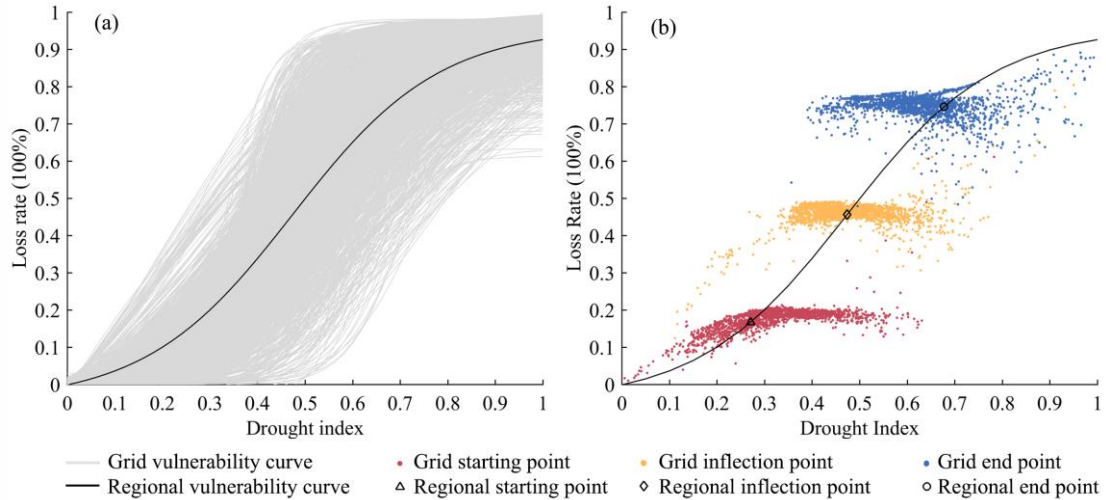 (a)
1
0.9
0.8
0.7
0.6
0.5
0.4
0.3
0.2
0.1
0
Loss rate (100%)
0 0.1 0.2 0.3 0.4 0.5 0.6 0.7 0.8 0.9 1
Drought index
(b)
1
0.9
0.8
0.7
0.6
0.5
0.4
0.3
0.2
0.1
0
Loss Rate (100%)
0 0.1 0.2 0.3 0.4 0.5 0.6 0.7 0.8 0.9 1
Drought Index
Grid vulnerability curve Grid starting point Grid inflection point Grid end point
Regional vulnerability curve Regional starting point Regional inflection point Regional end point